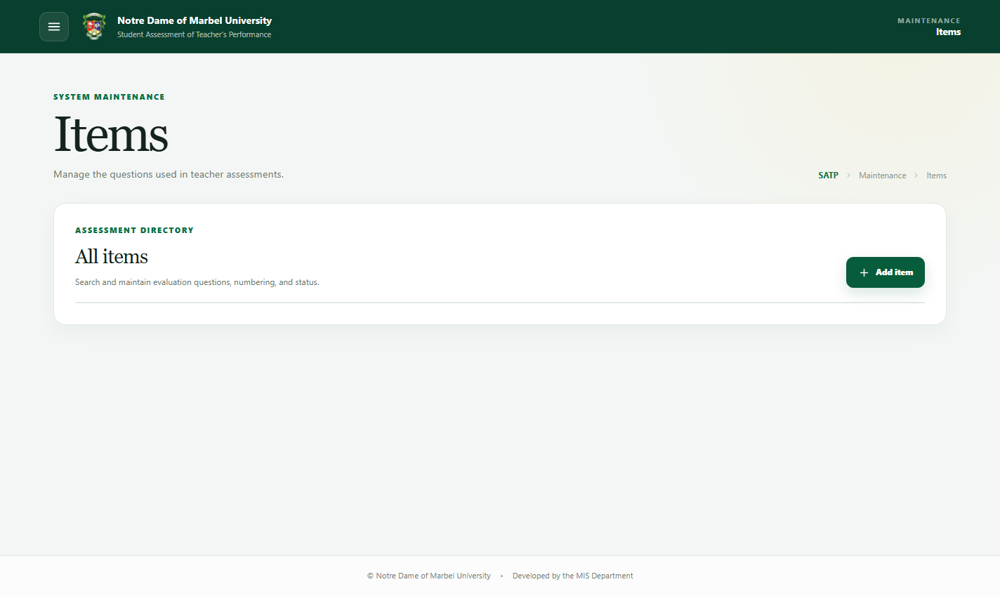 Notre Dame of Marbel University
Student Assessment of Teacher's Performance
MAINTENANCE
Items
SYSTEM MAINTENANCE
Items
Manage the questions used in teacher assessments.
SATP > Maintenance > Items
ASSESSMENT DIRECTORY
All items
Search and maintain evaluation questions, numbering, and status.
+ Add item
© Notre Dame of Marbel University • Developed by the MIS Department